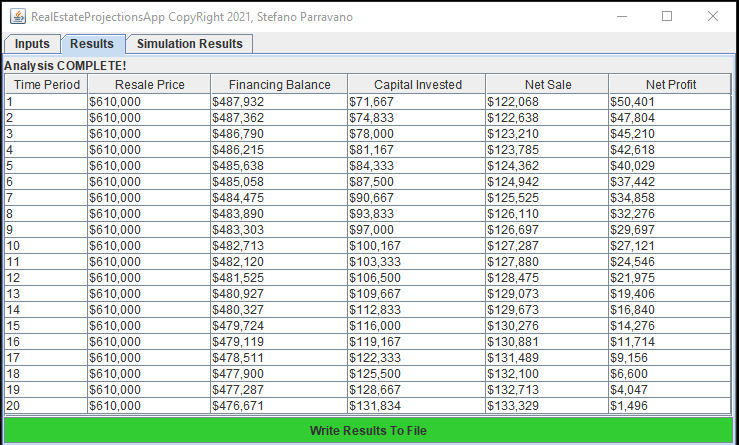 RealEstateProjectionsApp CopyRight 2021, Stefano Parravano
Inputs Results Simulation Results
Analysis COMPLETE!
Time Period Resale Price Financing Balance Capital Invested Net Sale Net Profit
1 $610,000 $487,932 $71,667 $122,068 $50,401
2 $610,000 $487,362 $74,833 $122,638 $47,804
3 $610,000 $486,790 $78,000 $123,210 $45,210
4 $610,000 $486,215 $81,167 $123,785 $42,618
5 $610,000 $485,638 $84,333 $124,362 $40,029
6 $610,000 $485,058 $87,500 $124,942 $37,442
7 $610,000 $484,475 $90,667 $125,525 $34,858
8 $610,000 $483,890 $93,833 $126,110 $32,276
9 $610,000 $483,303 $97,000 $126,697 $29,697
10 $610,000 $482,713 $100,167 $127,287 $27,121
11 $610,000 $482,120 $103,333 $127,880 $24,546
12 $610,000 $481,525 $106,500 $128,475 $21,975
13 $610,000 $480,927 $109,667 $129,073 $19,406
14 $610,000 $480,327 $112,833 $129,673 $16,840
15 $610,000 $479,724 $116,000 $130,276 $14,276
16 $610,000 $479,119 $119,167 $130,881 $11,714
17 $610,000 $478,511 $122,333 $131,489 $9,156
18 $610,000 $477,900 $125,500 $132,100 $6,600
19 $610,000 $477,287 $128,667 $132,713 $4,047
20 $610,000 $476,671 $131,834 $133,329 $1,496
Write Results To File